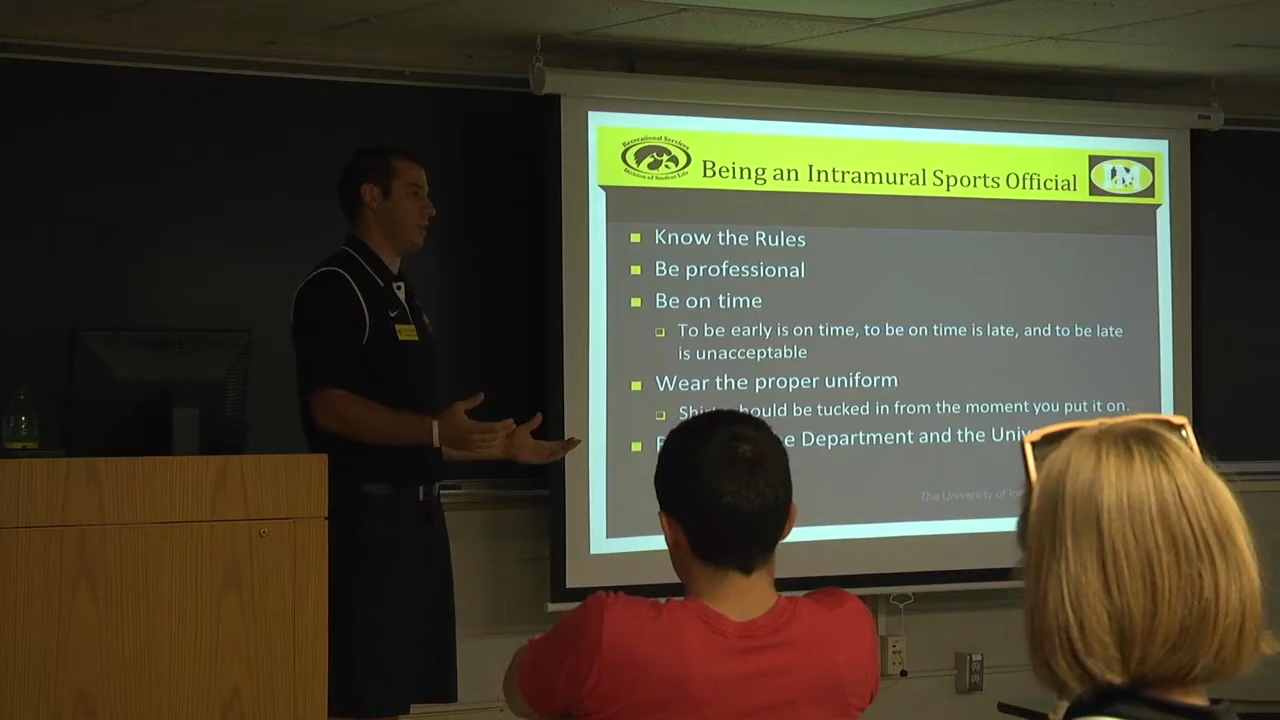 Recreational Services
Division of Student Life
Being an Intramural Sports Official
IM
Know the Rules
Be professional
Be on time
To be early is on time, to be on time is late, and to be late
is unacceptable
Wear the proper uniform
should be tucked in from the moment you put it on.
Department and the
The University of